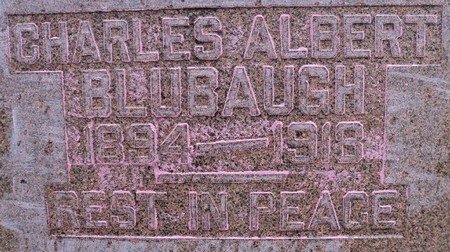 CHARLES ALBERT
BLUBAUGH
1894 — 1918
REST IN PEACE